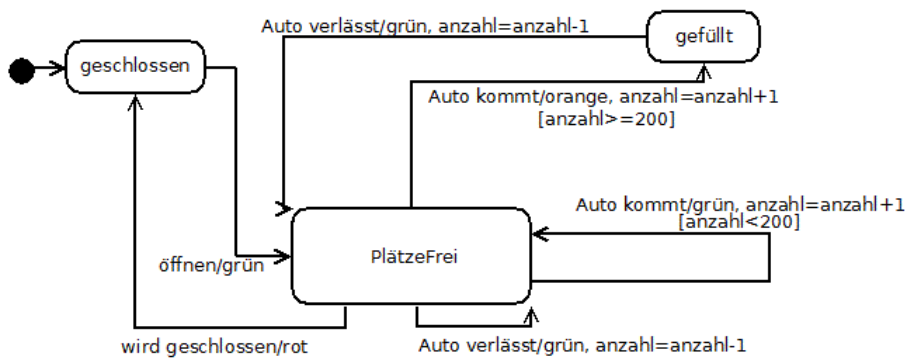 Auto verlässt/grün, anzahl=anzahl-1
gefüllt
geschlossen
Auto kommt/orange, anzahl=anzahl+1
[anzahl>=200]
Auto kommt/grün, anzahl=anzahl+1
[anzahl<200]
PlätzeFrei
öffnen/grün
wird geschlossen/rot
Auto verlässt/grün, anzahl=anzahl-1